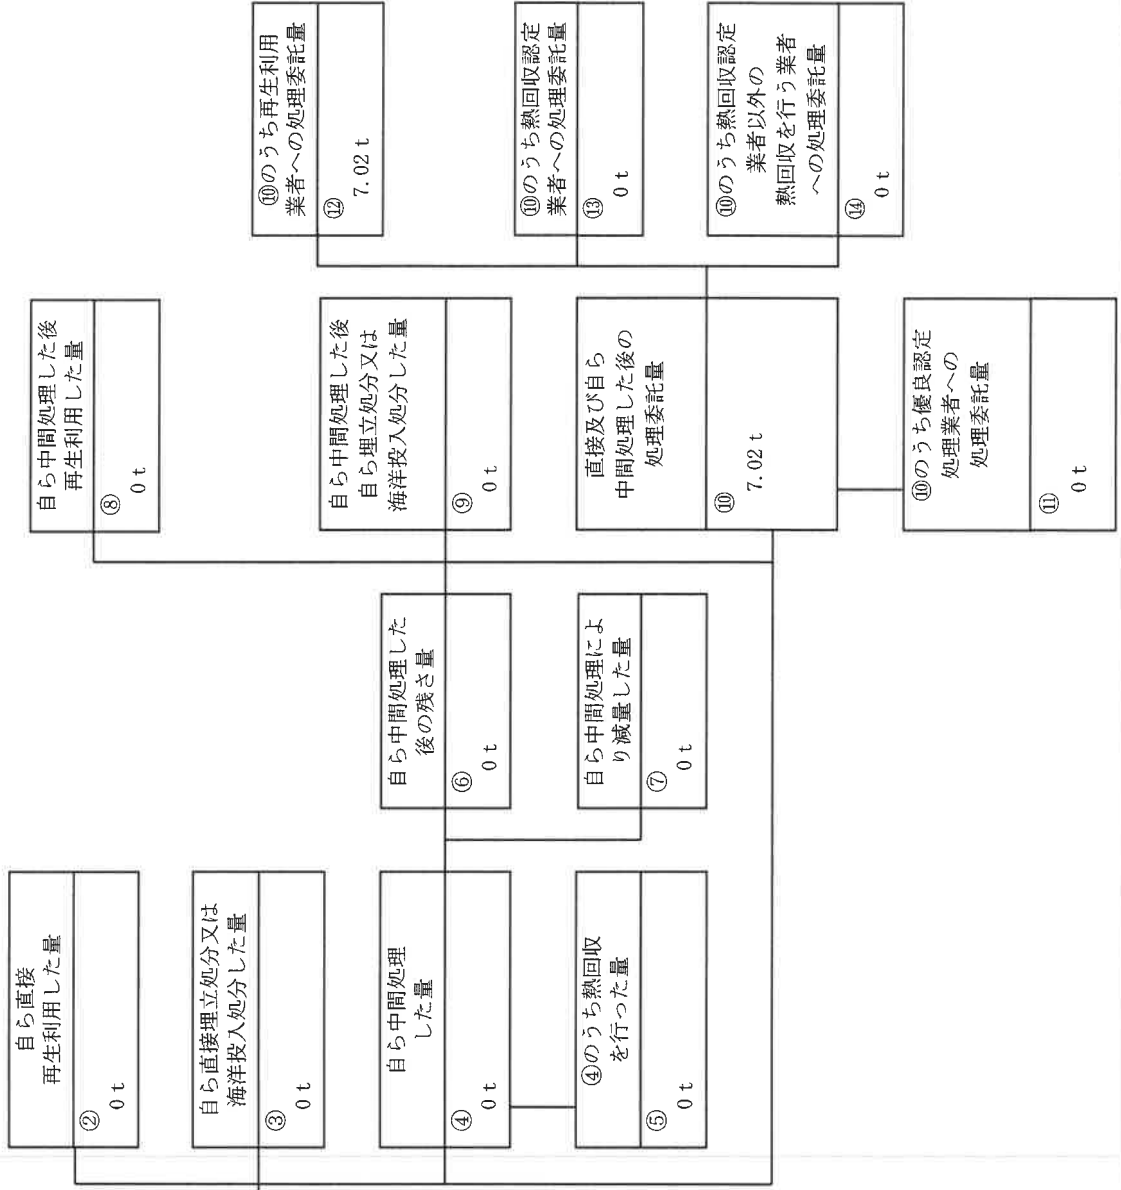 自ら直接
再生利用した量
②
0 t
自ら直接埋立処分又は
海洋投入処分した量
③
0 t
自ら中間処理
した量
④
0 t
④のうち熱回収
を行った量
⑤
0 t
自ら中間処理した
後の残さ量
⑥
0 t
自ら中間処理によ
り減量した量
⑦
0 t
自ら中間処理した後
再生利用した量
⑧
0 t
自ら中間処理した後
自ら埋立処分又は
海洋投入処分した量
⑨
0 t
直接及び自ら
中間処理した後の
処理委託量
⑩
7.02 t
⑩のうち優良認定
処理業者への
処理委託量
⑪
0 t
⑩のうち再生利用
業者への処理委託量
⑫
7.02 t
⑩のうち熱回収認定
業者への処理委託量
⑬
0 t
⑩のうち熱回収認定
業者以外の
熱回収を行う業者
への処理委託量
⑭
0 t